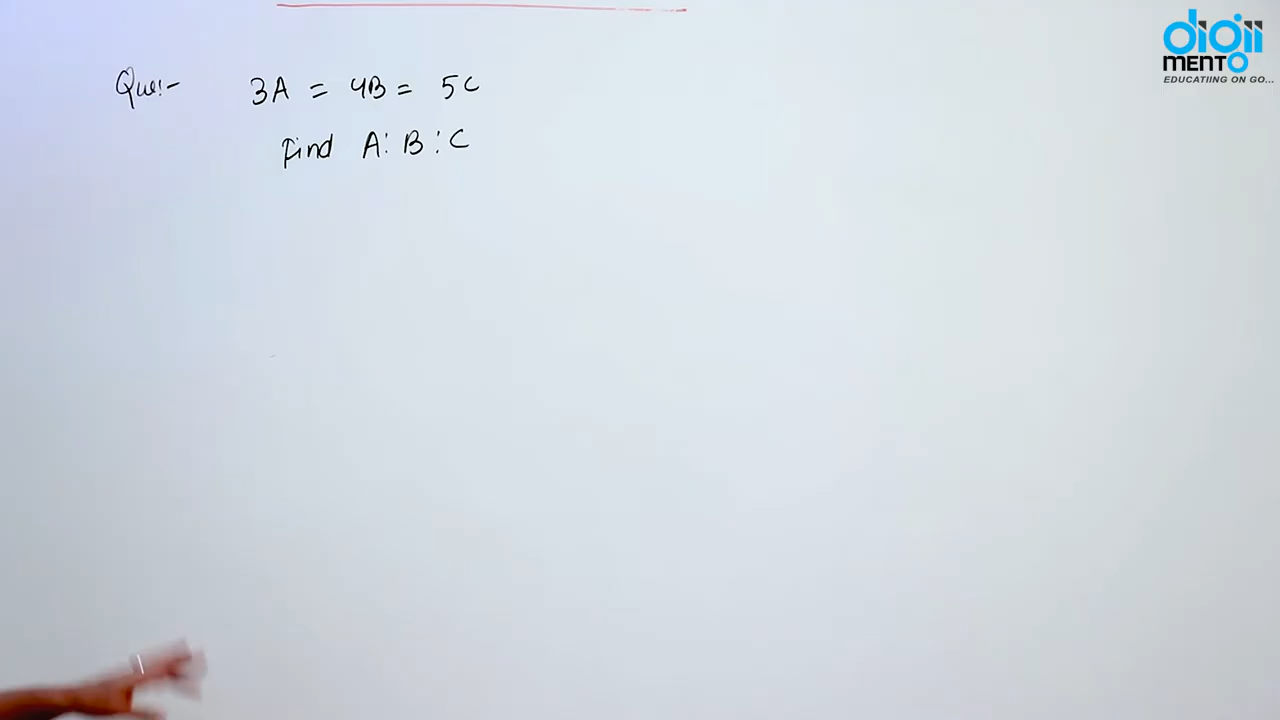 digii
MENTO
EDUCATIING ON GO...
Que:- 3A = 4B = 5C
Find A:B:C